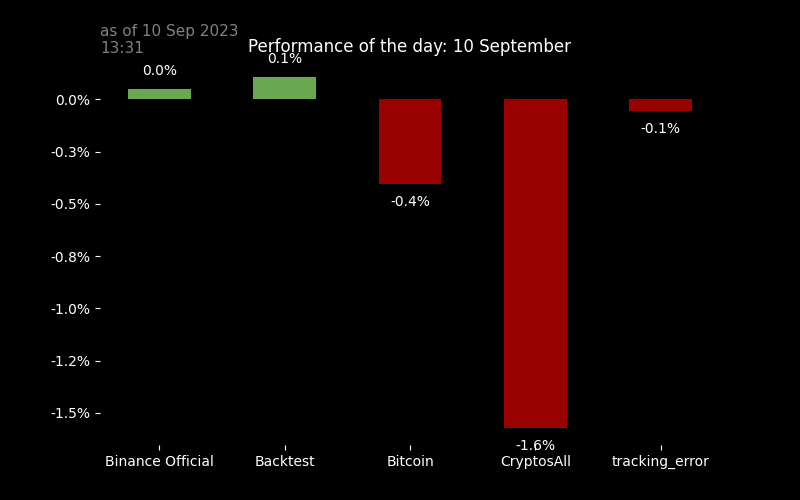 as of 10 Sep 2023
13:31
Performance of the day: 10 September
0.0%
0.1%
-0.4%
-1.6%
-0.1%
0.0%
-0.3%
-0.5%
-0.8%
-1.0%
-1.2%
-1.5%
Binance Official
Backtest
Bitcoin
CryptosAll
tracking_error